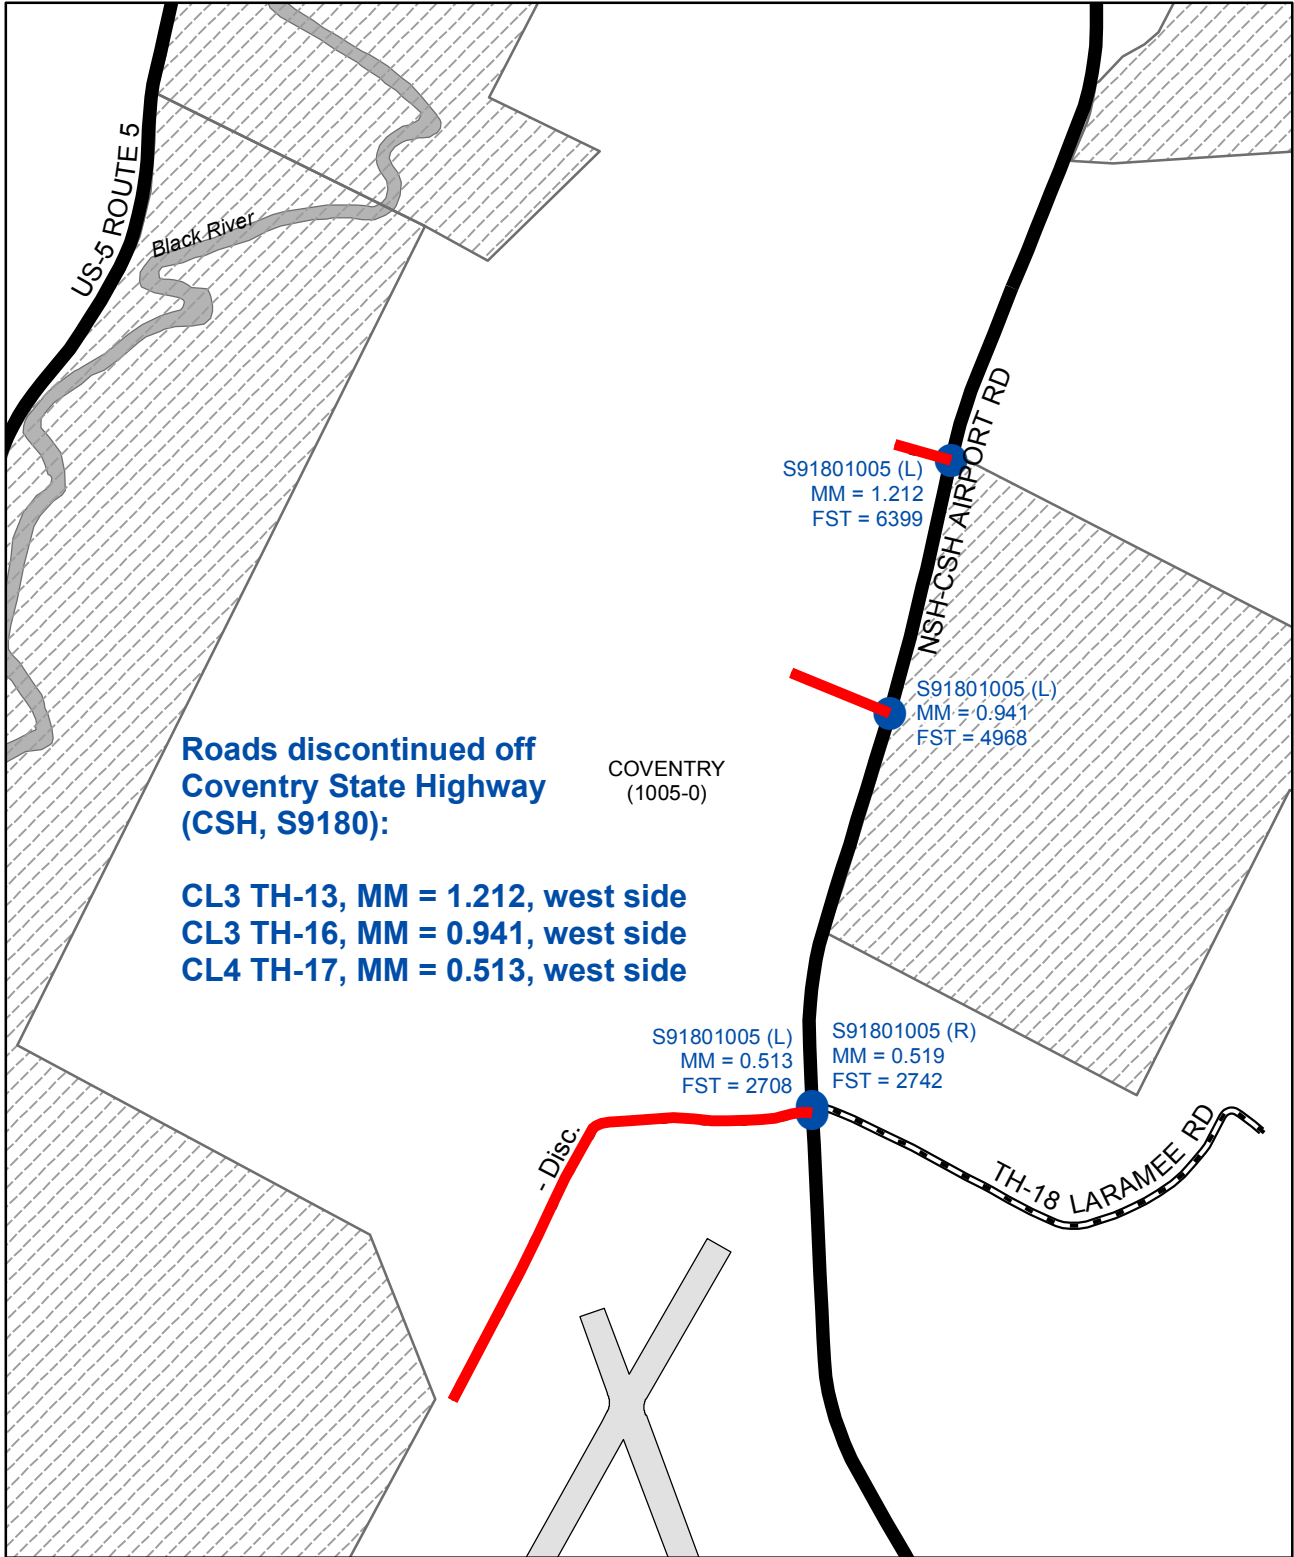 US-5 ROUTE 5
Black River
NSH-CSH AIRPORT RD
S91801005 (L)
MM = 1.212
FST = 6399
S91801005 (L)
MM = 0.941
FST = 4968
Roads discontinued off
Coventry State Highway
(CSH, S9180):
CL3 TH-13, MM = 1.212, west side
CL3 TH-16, MM = 0.941, west side
CL4 TH-17, MM = 0.513, west side
COVENTRY
(1005-0)
S91801005 (L)
MM = 0.513
FST = 2708
S91801005 (R)
MM = 0.519
FST = 2742
- Disc.
TH-18 LARAMEE RD